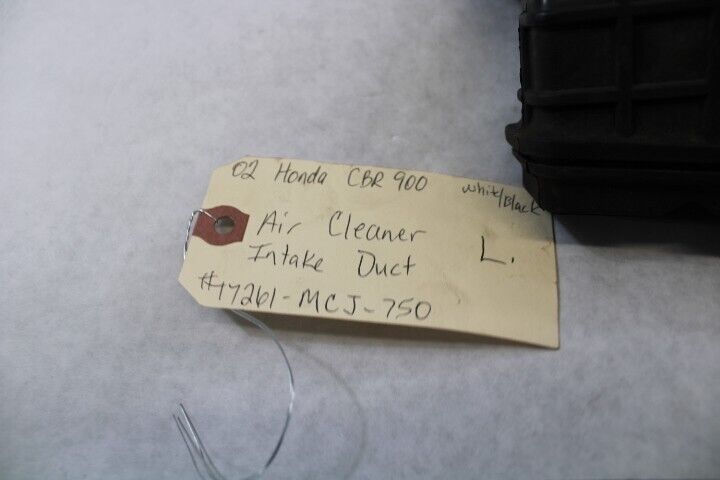 02 Honda CBR 900 White/Black
Air Cleaner
Intake Duct L.
#17261-MCJ-750